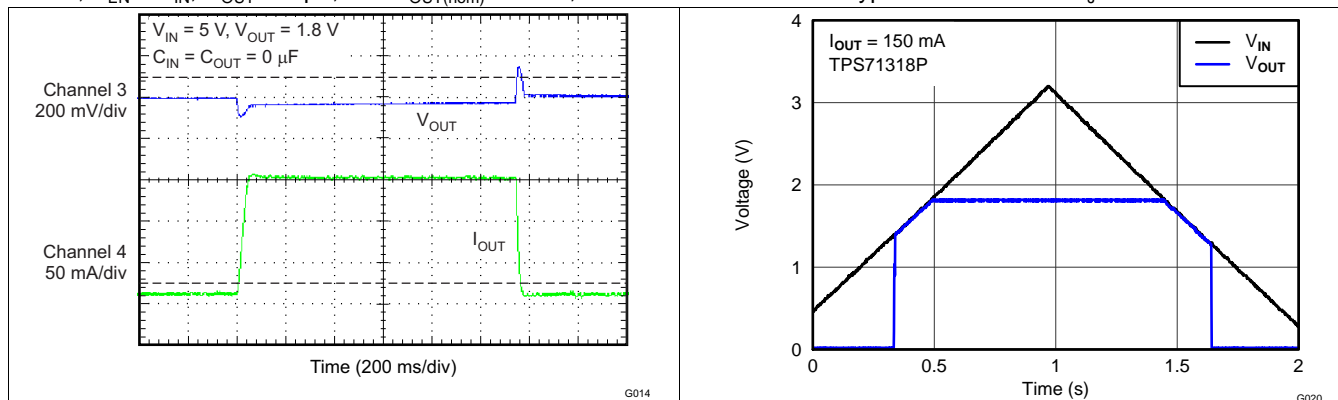 V_IN = 5 V, V_OUT = 1.8 V
C_IN = C_OUT = 0 μF
Channel 3
200 mV/div
V_OUT
I_OUT
Channel 4
50 mA/div
Time (200 ms/div)
G014
4
3
2
1
0
Voltage (V)
I_OUT = 150 mA
TPS71318P
V_IN
V_OUT
0
0.5
1
1.5
2
Time (s)
G020